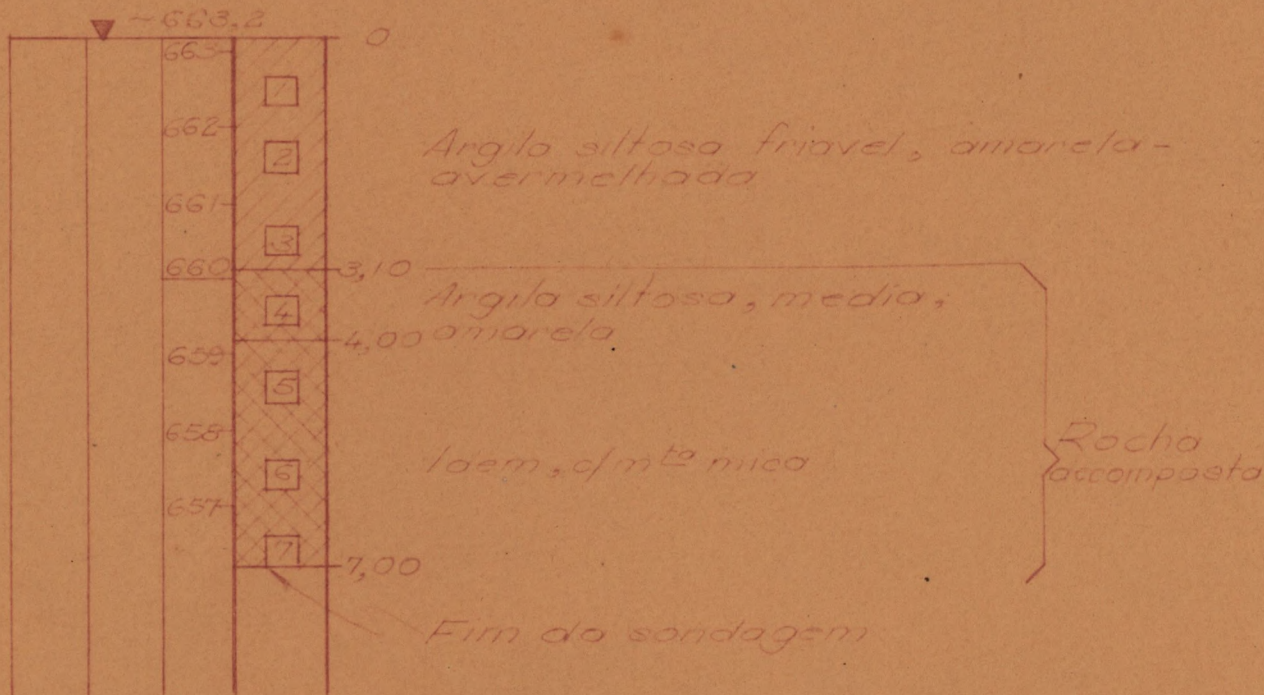 ~663.2
0
663
1
662
Argila siltosa friavel, amarela-
2
avermelhada
661
3
660
3,10
Argila siltosa, media,
4
amarela
4,00
659
5
658
Rocha
Idem, c/mta mica
6
decomposta
657
7
7,00
Fim da sondagem